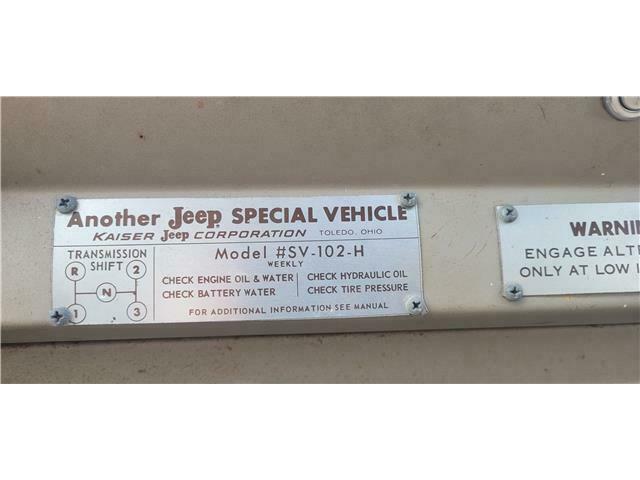 Another Jeep SPECIAL VEHICLE
KAISER Jeep CORPORATION TOLEDO, OHIO
TRANSMISSION SHIFT
R 2
N
1 3
Model #SV-102-H
WEEKLY
CHECK ENGINE OIL & WATER CHECK HYDRAULIC OIL
CHECK BATTERY WATER CHECK TIRE PRESSURE
FOR ADDITIONAL INFORMATION SEE MANUAL
WARNIN
ENGAGE ALTE
ONLY AT LOW